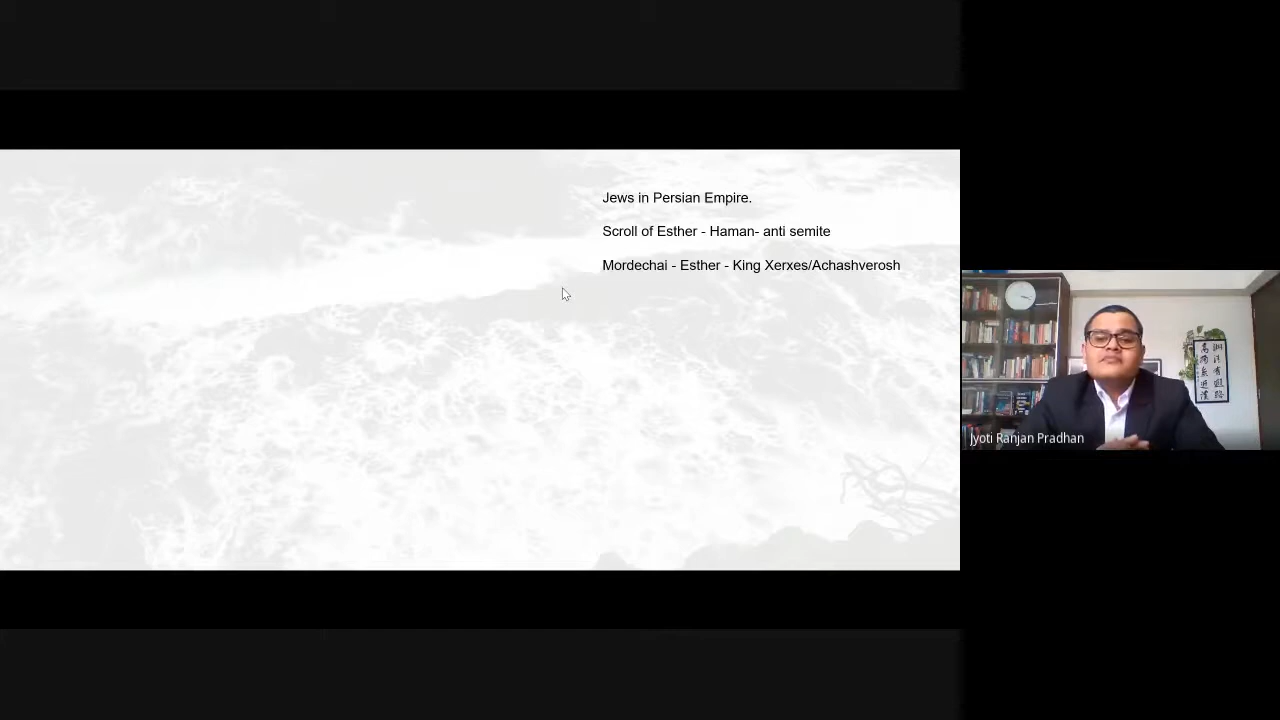 Jews in Persian Empire.
Scroll of Esther - Haman- anti semite
Mordechai - Esther - King Xerxes/Achashverosh
Jyoti Ranjan Pradhan